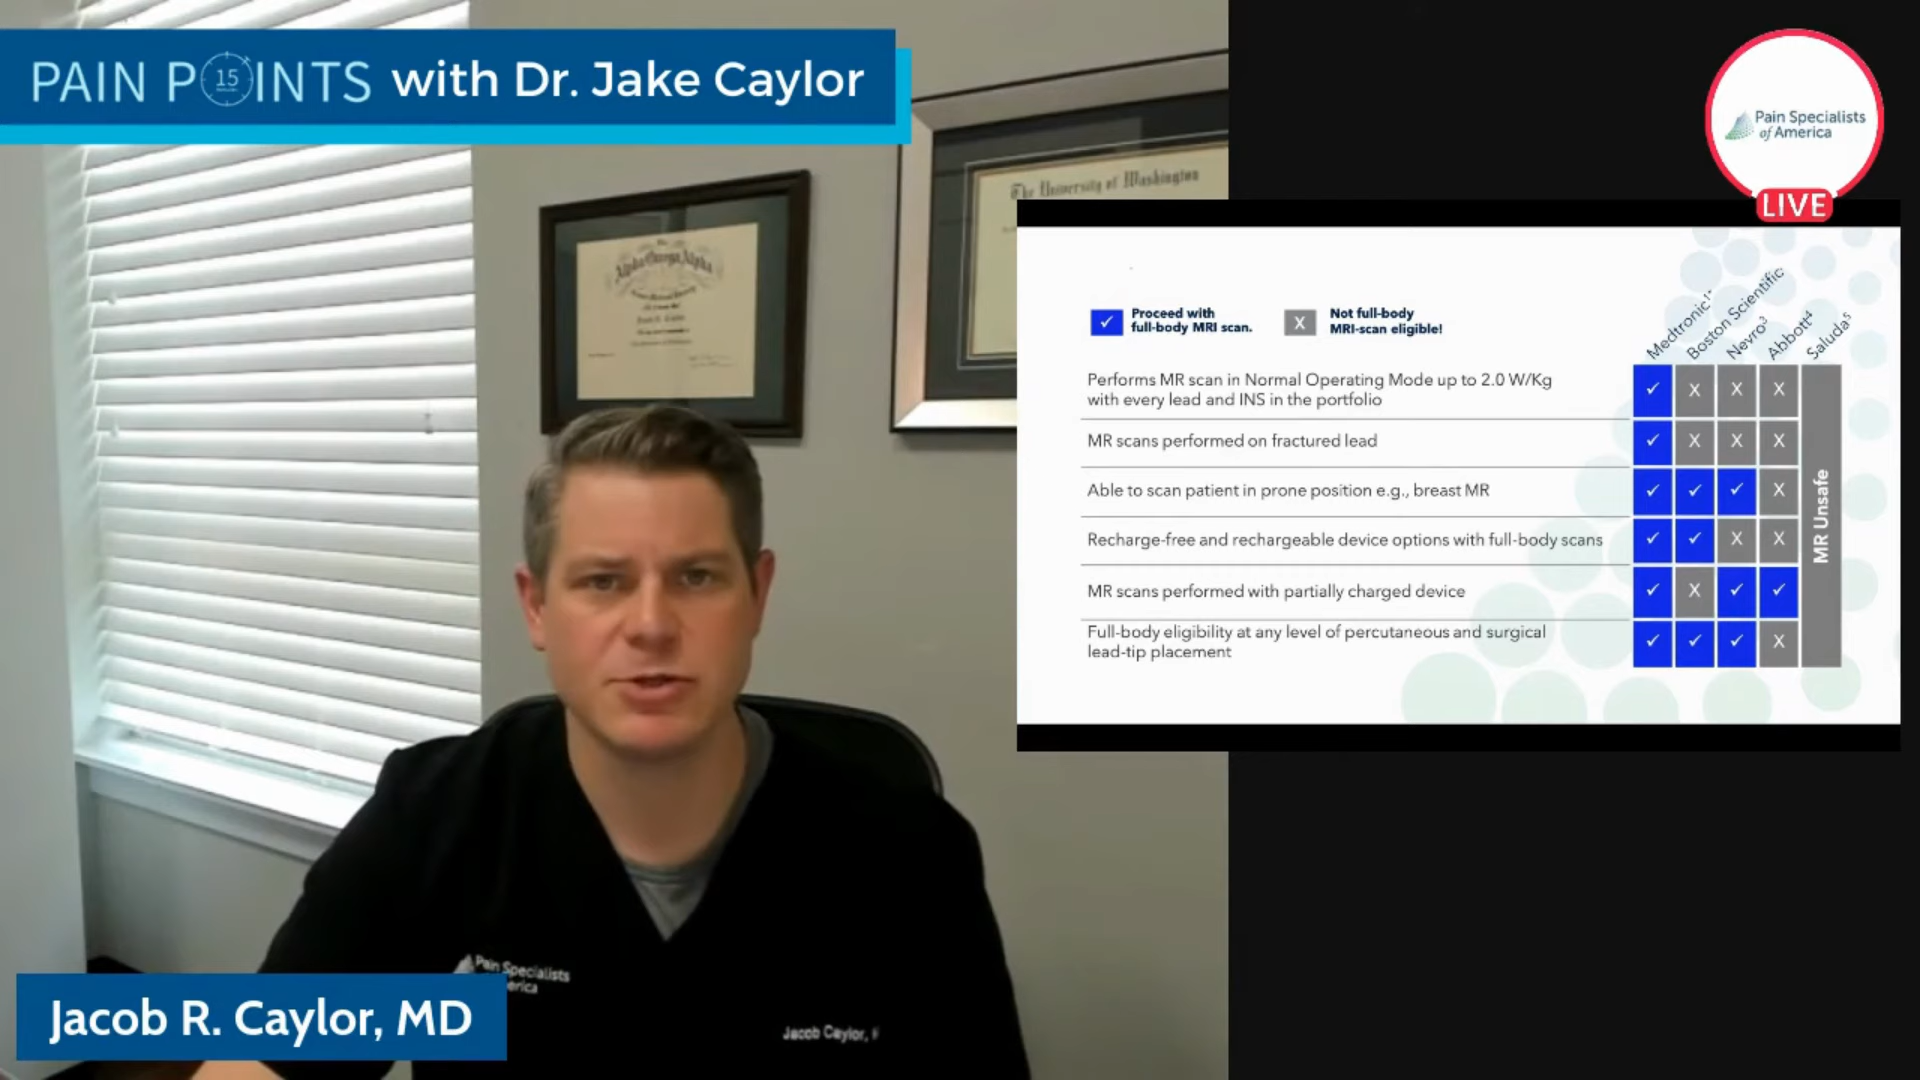 PAIN POINTS with Dr. Jake Caylor
15
Pain Specialists
of America
LIVE
The University of Washington
Alpha Omega Alpha
Proceed with
full-body MRI scan.
Not full-body
MRI-scan eligible!
Medtronic¹*
Boston Scientific
Nevro³
Abbott⁴
Saluda⁵
Performs MR scan in Normal Operating Mode up to 2.0 W/Kg
with every lead and INS in the portfolio
✓ X X X
MR scans performed on fractured lead
✓ X X X
Able to scan patient in prone position e.g., breast MR
✓ ✓ ✓ X
Recharge-free and rechargeable device options with full-body scans
✓ ✓ X X
MR scans performed with partially charged device
✓ X ✓ ✓
Full-body eligibility at any level of percutaneous and surgical
lead-tip placement
✓ ✓ ✓ X
MR Unsafe
Pain Specialists
erica
Jacob Caylor,
Jacob R. Caylor, MD